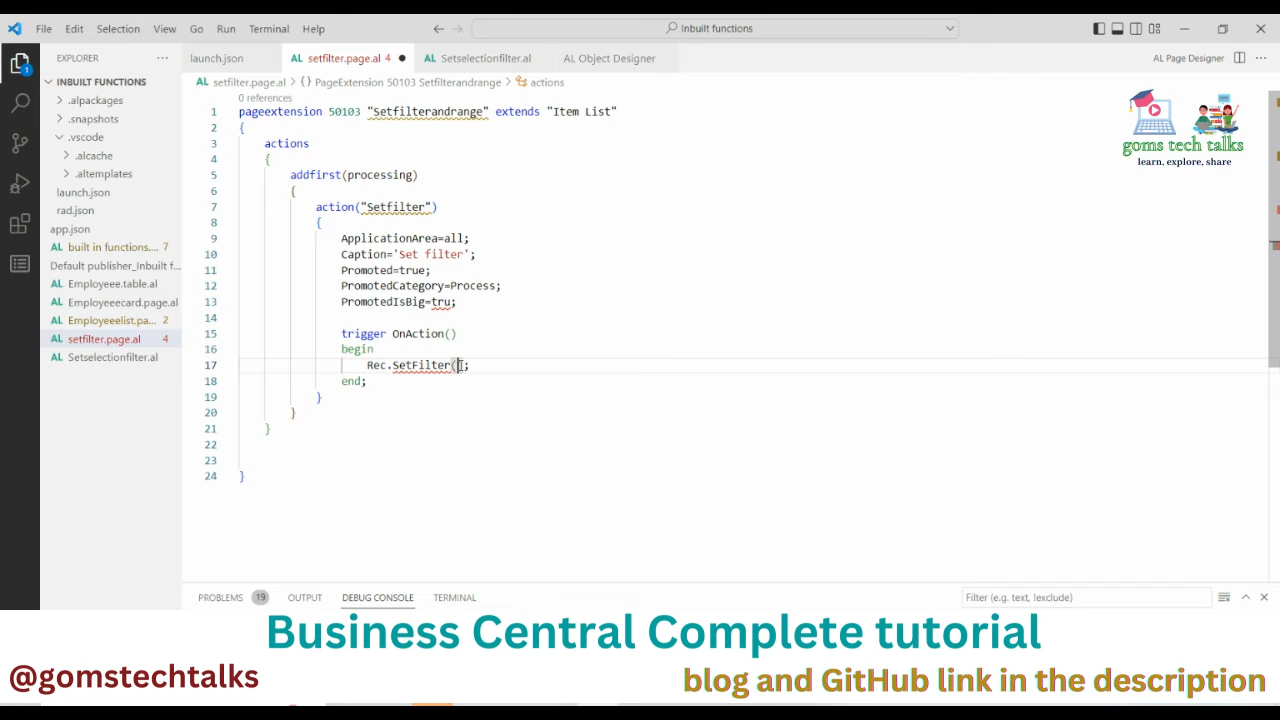 File Edit Selection View Go Run Terminal Help
Inbuilt functions
EXPLORER
launch.json
setfilter.page.al 4
Setselectionfilter.al
AL Object Designer
AL Page Designer
INBUILT FUNCTIONS
.alpackages
.snapshots
.vscode
.alcache
.altemplates
launch.json
rad.json
app.json
built in functions.... 7
Default publisher_Inbuilt f...
Employeee.table.al
Employeeecard.page.al
Employeeelist.pa... 2
setfilter.page.al 4
Setselectionfilter.al
1
AL setfilter.page.al > {} PageExtension 50103 Setfilterandrange > actions
0 references
1 pageextension 50103 "Setfilterandrange" extends "Item List"
2 {
3 actions
4 {
5 addfirst(processing)
6 {
7 action("Setfilter")
8 {
9 ApplicationArea=all;
10 Caption='Set filter';
11 Promoted=true;
12 PromotedCategory=Process;
13 PromotedIsBig=tru;
14
15 trigger OnAction()
16 begin
17 Rec.SetFilter();
18 end;
19 }
20 }
21 }
22
23
24 }
goms tech talks
learn, explore, share
PROBLEMS 19 OUTPUT DEBUG CONSOLE TERMINAL
Filter (e.g. text, !exclude)
Business Central Complete tutorial
@gomstechtalks
blog and GitHub link in the description